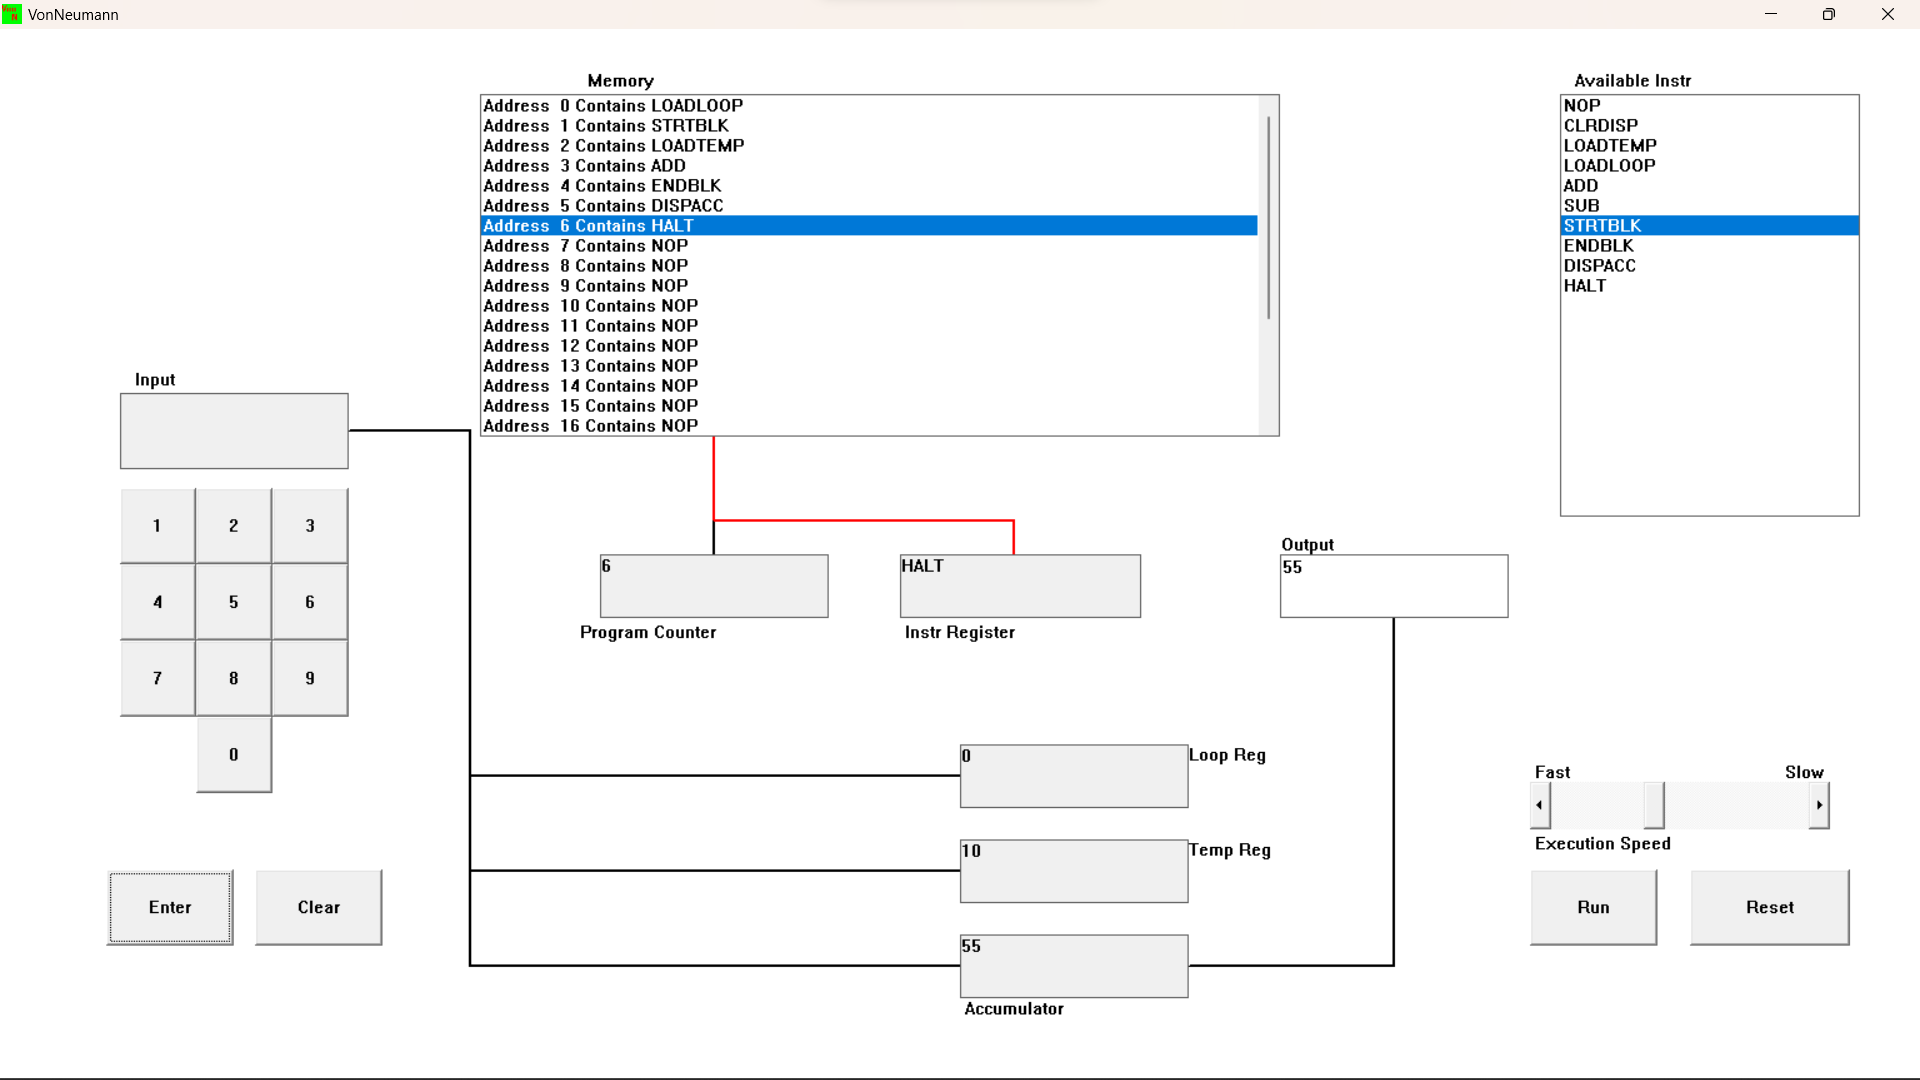 VonNeumann
Memory
Address 0 Contains LOADLOOP
Address 1 Contains STRTBLK
Address 2 Contains LOADTEMP
Address 3 Contains ADD
Address 4 Contains ENDBLK
Address 5 Contains DISPACC
Address 6 Contains HALT
Address 7 Contains NOP
Address 8 Contains NOP
Address 9 Contains NOP
Address 10 Contains NOP
Address 11 Contains NOP
Address 12 Contains NOP
Address 13 Contains NOP
Address 14 Contains NOP
Address 15 Contains NOP
Address 16 Contains NOP
Available Instr
NOP
CLRDISP
LOADTEMP
LOADLOOP
ADD
SUB
STRTBLK
ENDBLK
DISPACC
HALT
Input
1 2 3
4 5 6
7 8 9
0
Enter Clear
6
Program Counter
HALT
Instr Register
Output
55
0
Loop Reg
10
Temp Reg
55
Accumulator
Fast Slow
Execution Speed
Run Reset